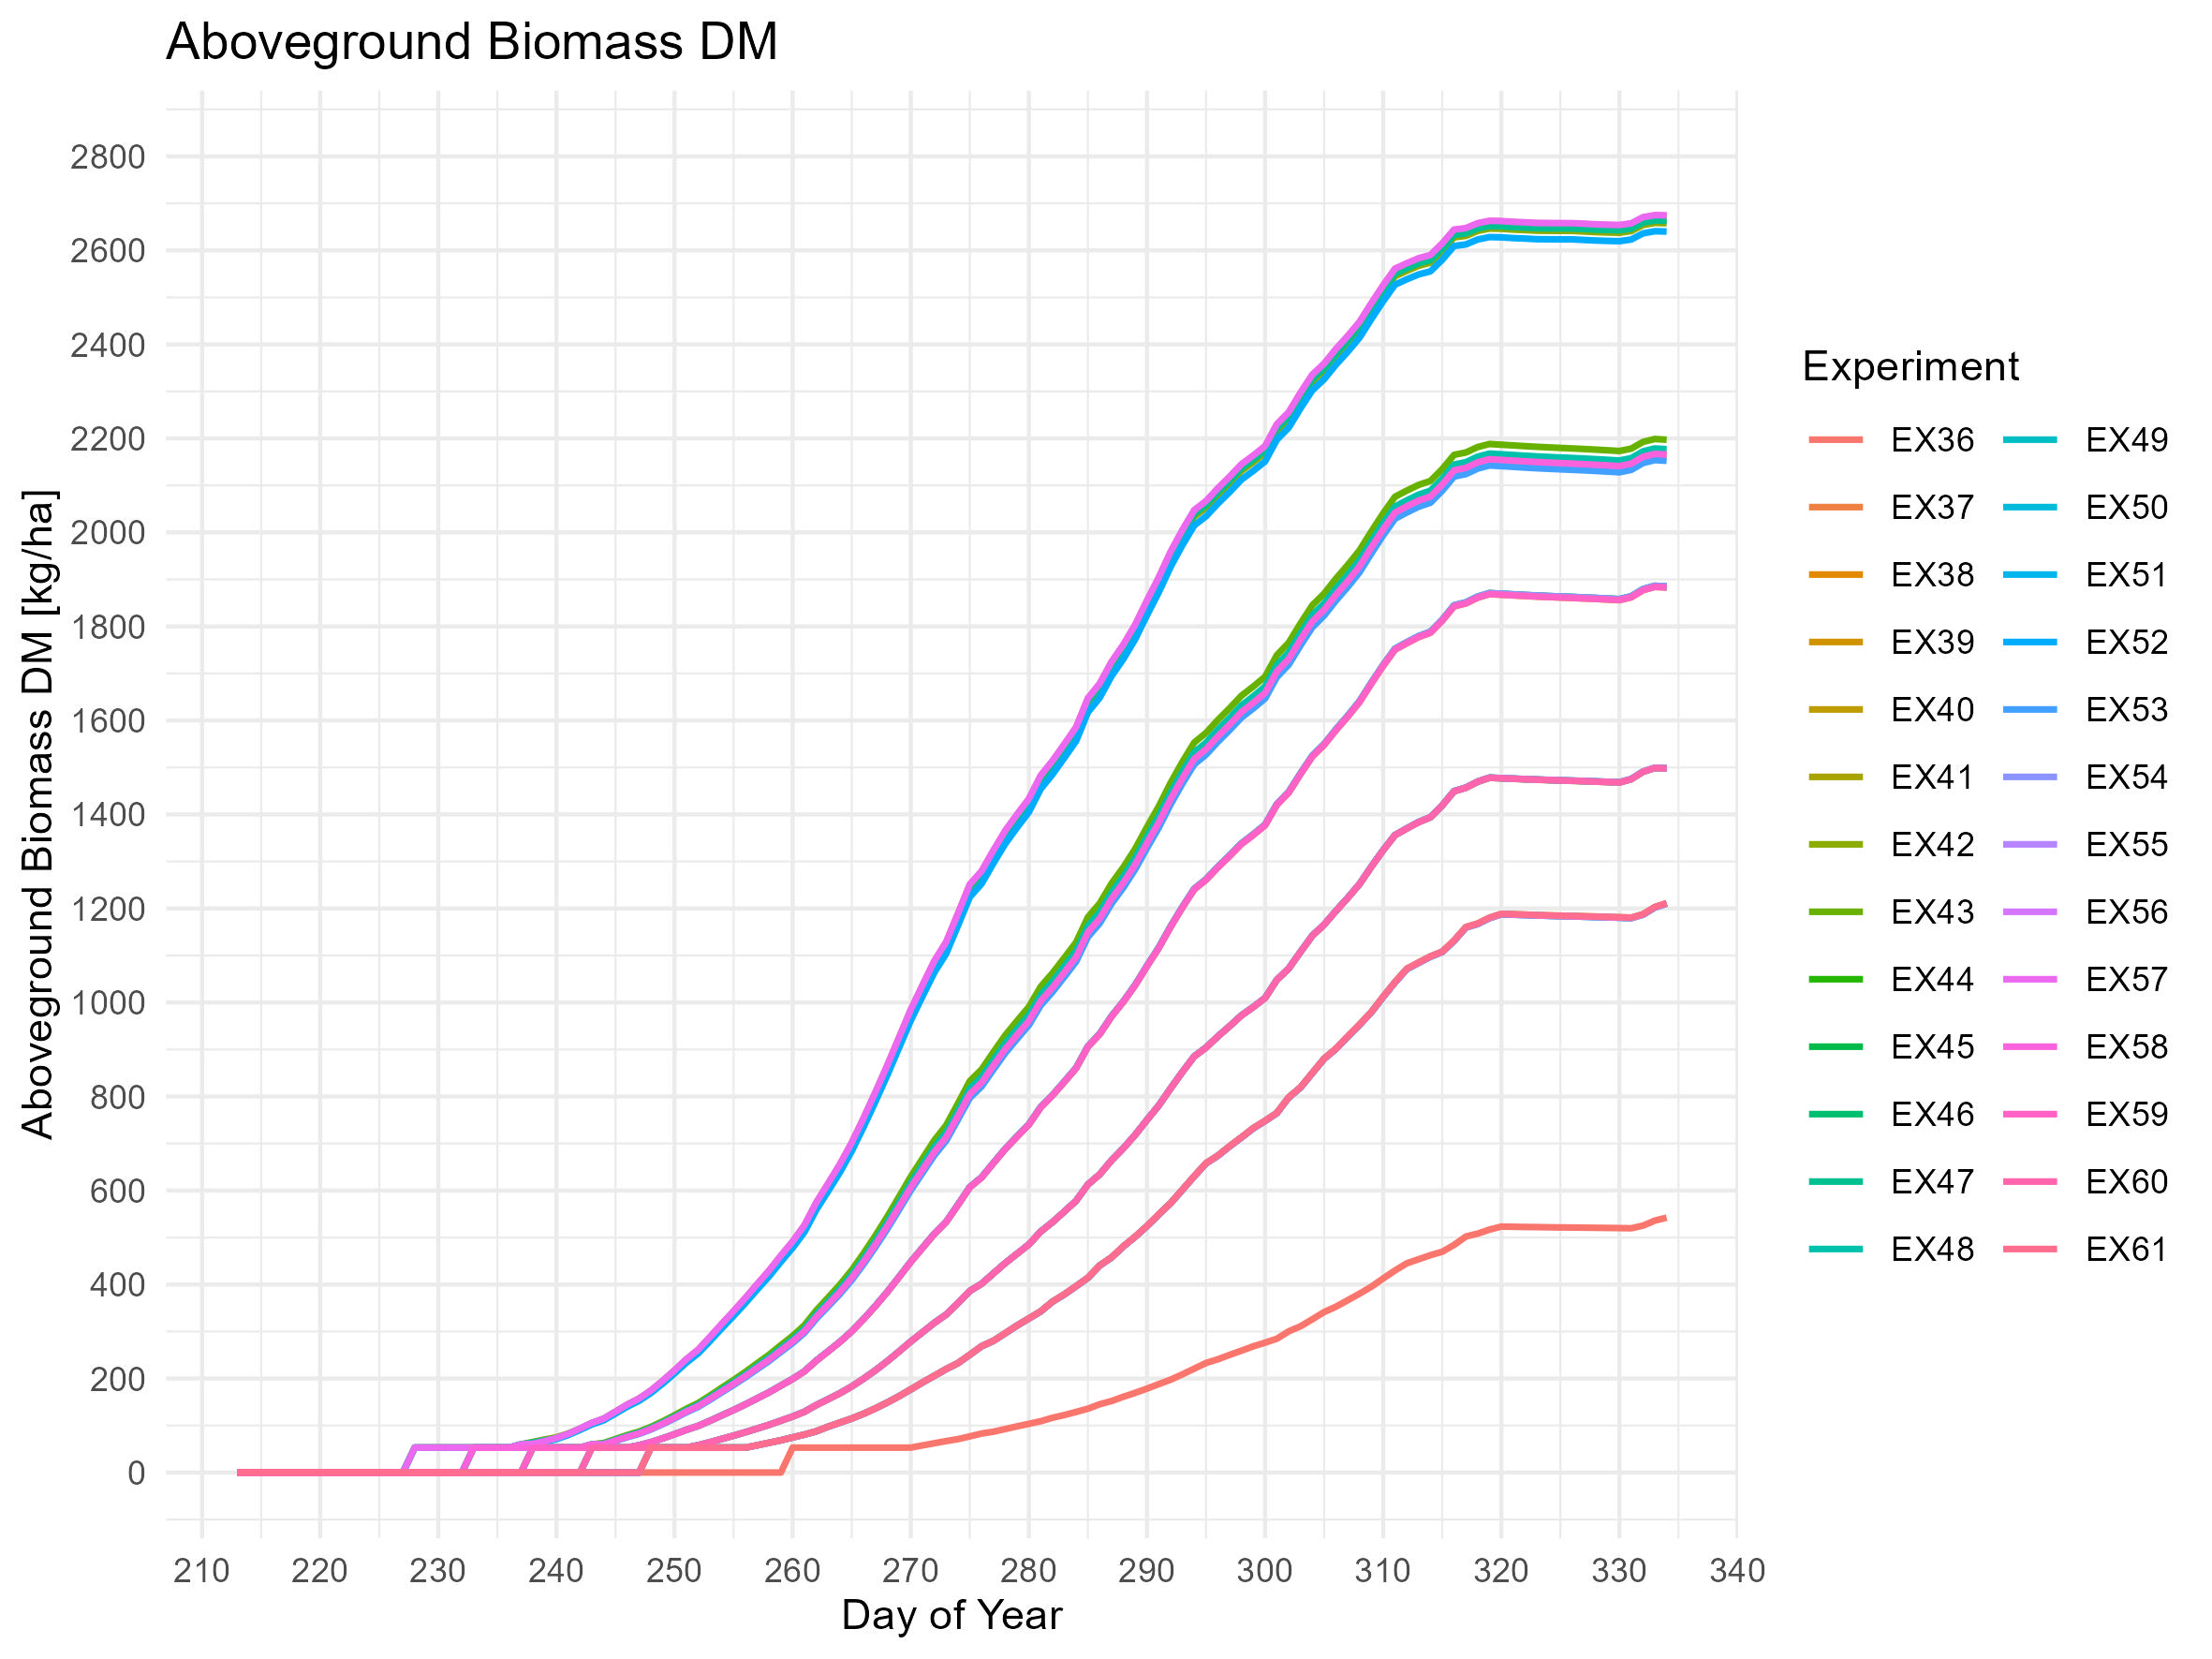 Aboveground Biomass DM
Aboveground Biomass DM [kg/ha]
2800
2600
2400
2200
2000
1800
1600
1400
1200
1000
800
600
400
200
0
210 220 230 240 250 260 270 280 290 300 310 320 330 340
Day of Year
Experiment
EX36 EX49
EX37 EX50
EX38 EX51
EX39 EX52
EX40 EX53
EX41 EX54
EX42 EX55
EX43 EX56
EX44 EX57
EX45 EX58
EX46 EX59
EX47 EX60
EX48 EX61